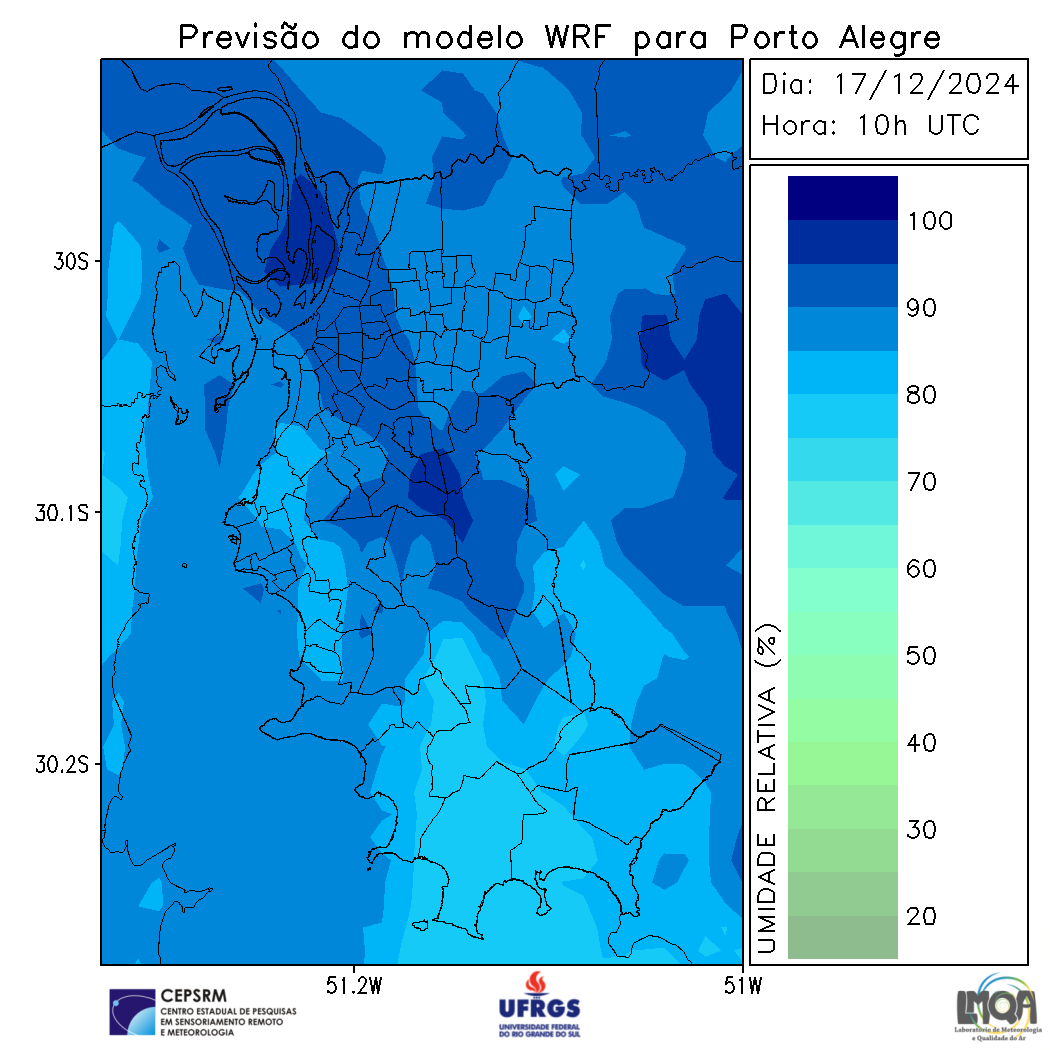 Previsão do modelo WRF para Porto Alegre
Dia: 17/12/2024
Hora: 10h UTC
30S
30.1S
30.2S
51.2W
51W
UMIDADE RELATIVA (%)
100
90
80
70
60
50
40
30
20
CEPSRM
CENTRO ESTADUAL DE PESQUISAS
EM SENSORIAMENTO REMOTO
E METEOROLOGIA
UFRGS
UNIVERSIDADE FEDERAL
DO RIO GRANDE DO SUL
LMQA
Laboratório de Meteorologia
e Qualidade do Ar